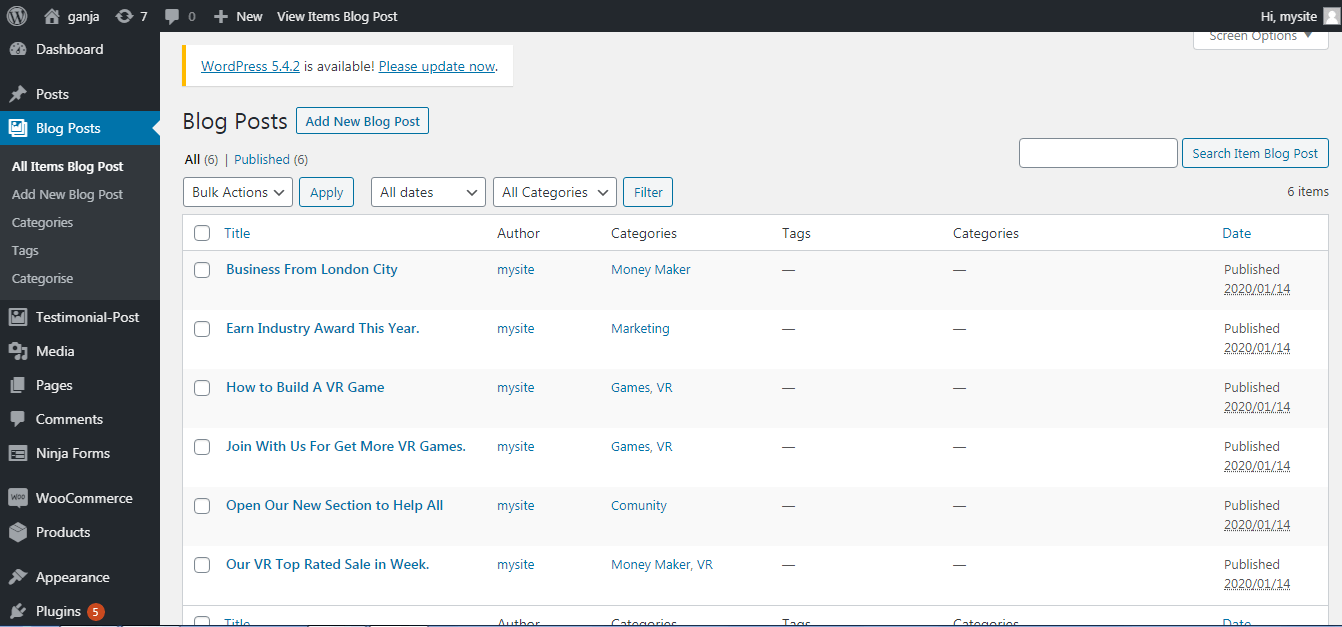 ganja 7 0 New View Items Blog Post Hi, mysite
Dashboard
Posts
Blog Posts
All Items Blog Post
Add New Blog Post
Categories
Tags
Categorise
Testimonial-Post
Media
Pages
Comments
Ninja Forms
WOO WooCommerce
Products
Appearance
Plugins 5
Screen Options
WordPress 5.4.2 is available! Please update now.
Blog Posts Add New Blog Post
All (6) | Published (6)
Search Item Blog Post
Bulk Actions Apply All dates All Categories Filter 6 items
Title Author Categories Tags Categories Date
Business From London City mysite Money Maker — — Published
2020/01/14
Earn Industry Award This Year. mysite Marketing — — Published
2020/01/14
How to Build A VR Game mysite Games, VR — — Published
2020/01/14
Join With Us For Get More VR Games. mysite Games, VR — — Published
2020/01/14
Open Our New Section to Help All mysite Comunity — — Published
2020/01/14
Our VR Top Rated Sale in Week. mysite Money Maker, VR — — Published
2020/01/14
Title Author Categories Tags Categories Date